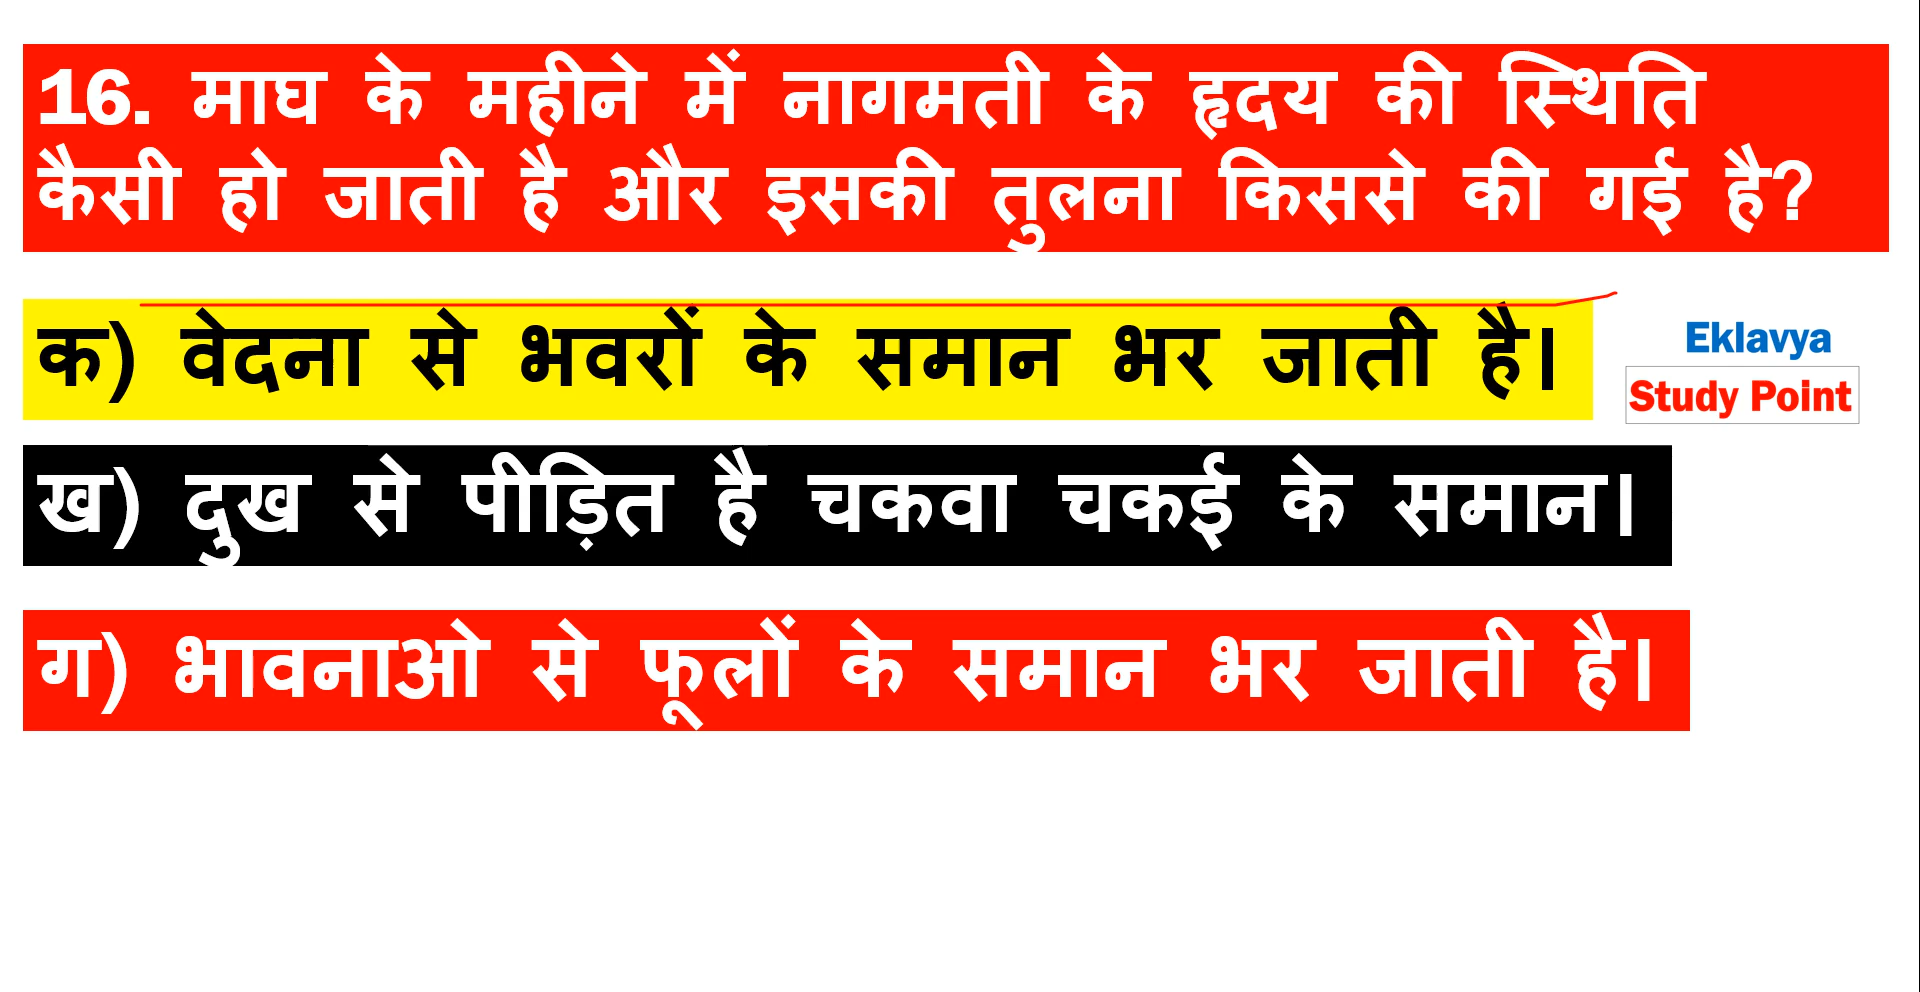 16. माघ के महीने में नागमती के हृदय की स्थिति
कैसी हो जाती है और इसकी तुलना किससे की गई है?
क) वेदना से भवरों के समान भर जाती है।
Eklavya
Study Point
ख) दुख से पीड़ित है चकवा चकई के समान।
ग) भावनाओ से फूलों के समान भर जाती है।